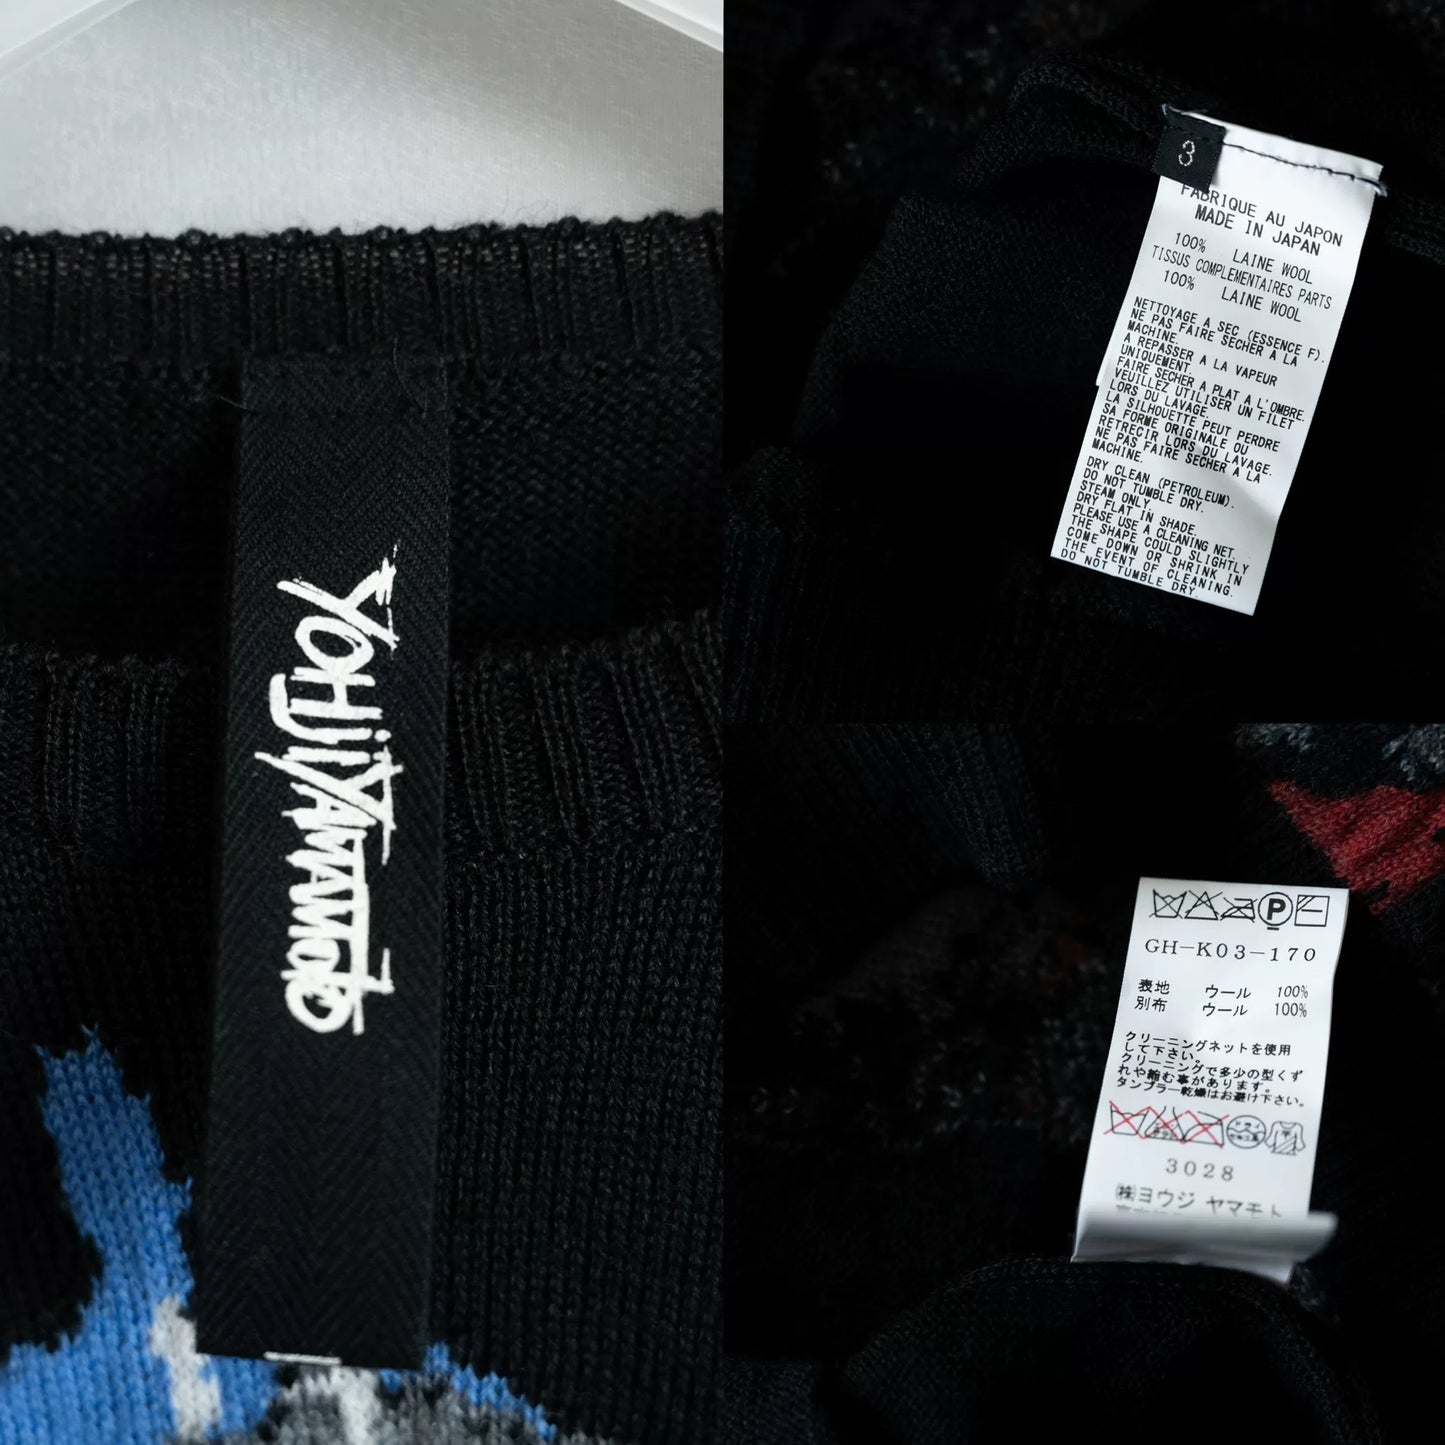 YOHJI YAMAMOTO
3
FABRIQUE AU JAPON
MADE IN JAPAN
100% LAINE WOOL
TISSUS COMPLEMENTAIRES PARTS
100% LAINE WOOL
NETTOYAGE A SEC (ESSENCE F).
NE PAS FAIRE SECHER A LA
MACHINE.
A REPASSER A LA VAPEUR
UNIQUEMENT.
FAIRE SECHER A PLAT A L'OMBRE.
VEUILLEZ UTILISER UN FILET
LORS DU LAVAGE.
LA SILHOUETTE PEUT PERDRE
SA FORME ORIGINALE OU
RETRECIR LORS DU LAVAGE.
NE PAS FAIRE SECHER A LA
MACHINE.
DRY CLEAN (PETROLEUM).
DO NOT TUMBLE DRY.
STEAM ONLY.
DRY FLAT IN SHADE.
PLEASE USE A CLEANING NET.
THE SHAPE COULD SLIGHTLY
COME DOWN OR SHRINK IN
THE EVENT OF CLEANING.
DO NOT TUMBLE DRY.
P
GH-K03-170
表地 ウール 100%
別布 ウール 100%
クリーニングネットを使用
して下さい。
クリーニングで多少の型くず
れや縮む事があります。
タンブラー乾燥はお避け下さい。
3028
㈱ヨウジ ヤマモト